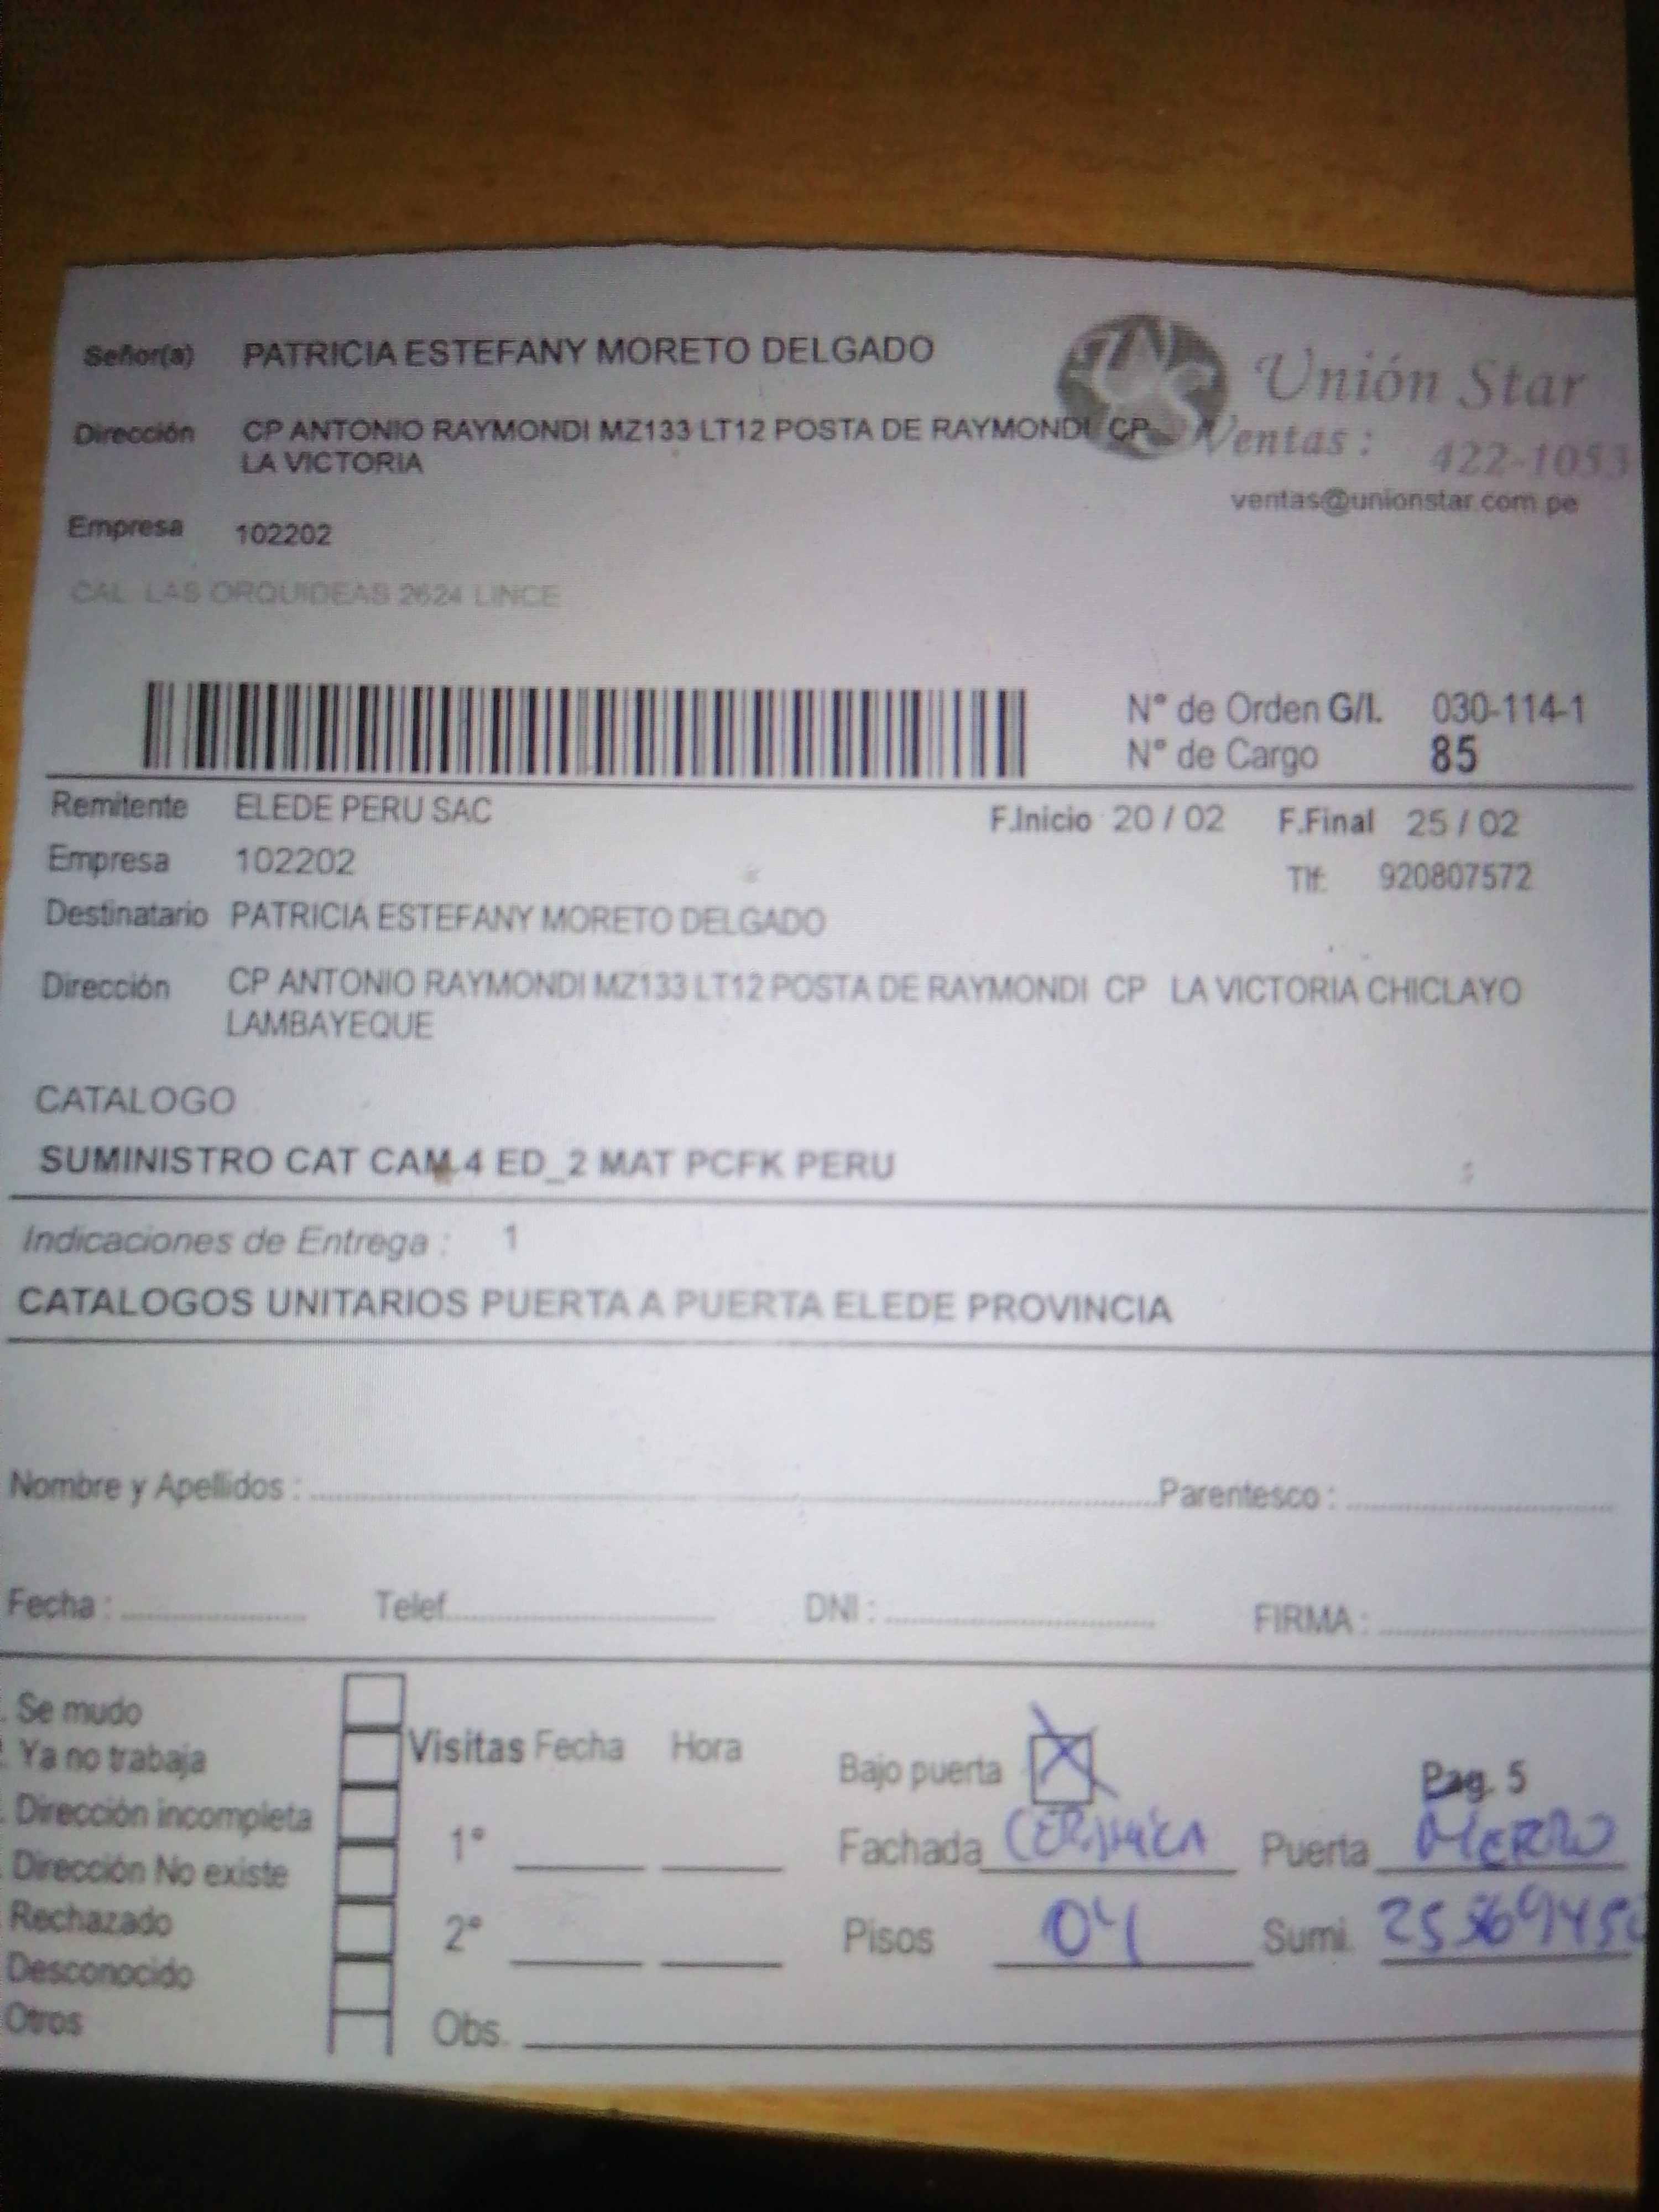 Señor(a) PATRICIA ESTEFANY MORETO DELGADO
Unión Star
Dirección CP ANTONIO RAYMONDI MZ133 LT12 POSTA DE RAYMONDI CP
LA VICTORIA
Ventas : 422-1053
ventas@unionstar.com.pe
Empresa 102202
CAL LAS ORQUIDEAS 2624 LINCE
N° de Orden G/I. 030-114-1
N° de Cargo 85
Remitente ELEDE PERU SAC F.Inicio 20 / 02 F.Final 25 / 02
Empresa 102202 Tlf: 920807572
Destinatario PATRICIA ESTEFANY MORETO DELGADO
Dirección CP ANTONIO RAYMONDI MZ133 LT12 POSTA DE RAYMONDI CP LA VICTORIA CHICLAYO
LAMBAYEQUE
CATALOGO
SUMINISTRO CAT CAM.4 ED_2 MAT PCFK PERU
Indicaciones de Entrega : 1
CATALOGOS UNITARIOS PUERTA A PUERTA ELEDE PROVINCIA
Nombre y Apellidos : Parentesco :
Fecha : Telef. DNI : FIRMA :
Se mudo
Ya no trabaja
Dirección incompleta
Dirección No existe
Rechazado
Desconocido
Otros
Visitas Fecha Hora
1°
2°
Obs.
Bajo puerta X Pag. 5
Fachada Puerta
Pisos 04 Sumi.